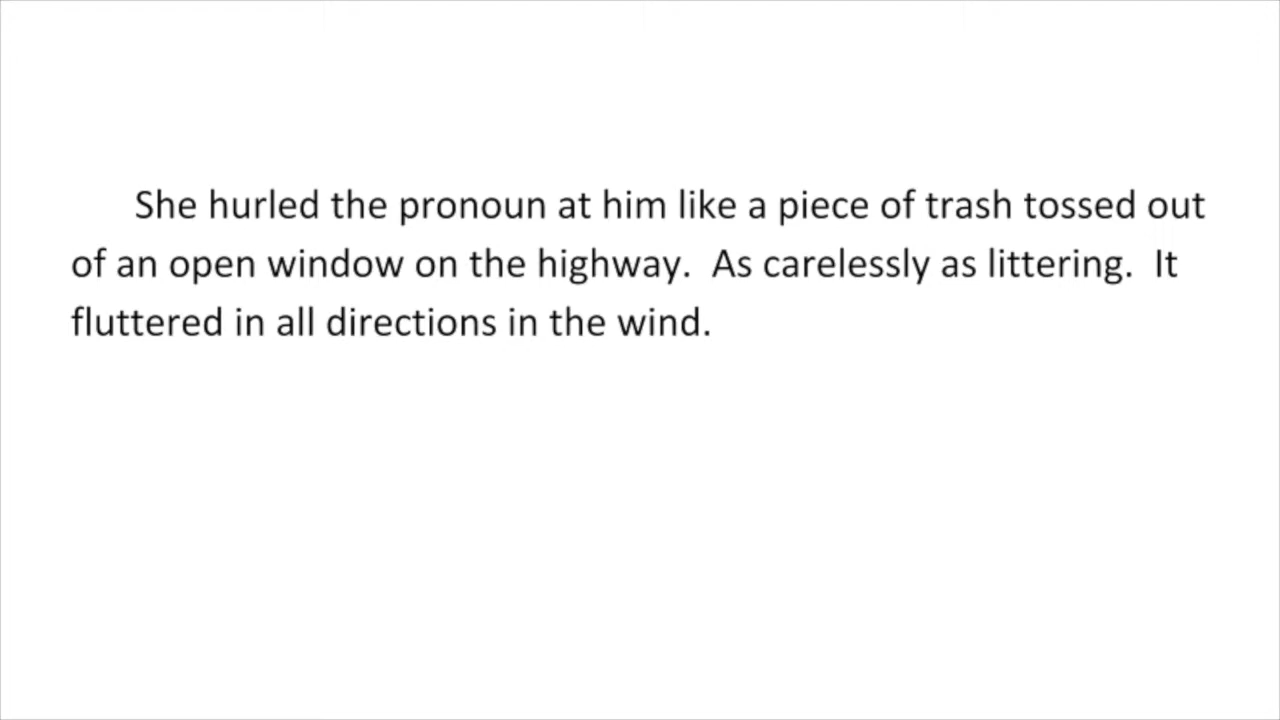 She hurled the pronoun at him like a piece of trash tossed out
of an open window on the highway.  As carelessly as littering.  It
fluttered in all directions in the wind.